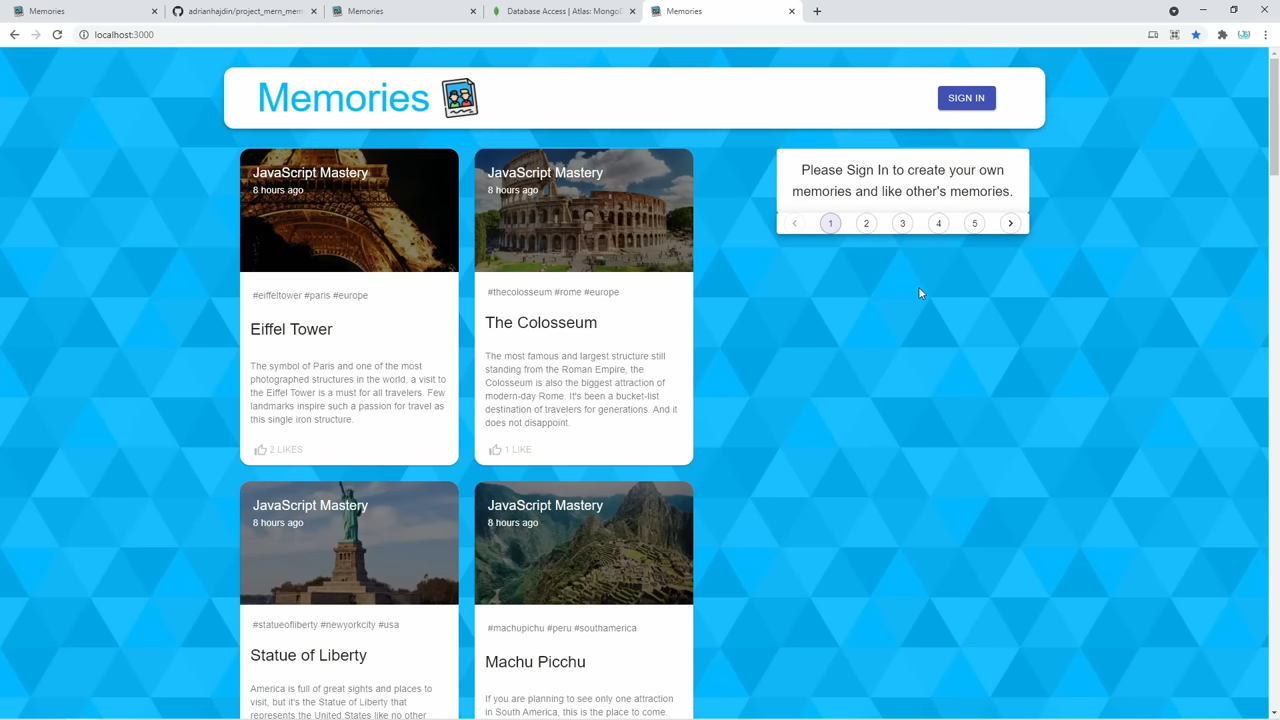 Memories
adrianhajdin/project_mern_mem
Memories
Database Access | Atlas: Mongo
Memories
localhost:3000
Memories
SIGN IN
JavaScript Mastery
8 hours ago
#eiffeltower #paris #europe
Eiffel Tower
The symbol of Paris and one of the most
photographed structures in the world, a visit to
the Eiffel Tower is a must for all travelers. Few
landmarks inspire such a passion for travel as
this single iron structure.
2 LIKES
JavaScript Mastery
8 hours ago
#thecolosseum #rome #europe
The Colosseum
The most famous and largest structure still
standing from the Roman Empire, the
Colosseum is also the biggest attraction of
modern-day Rome. It's been a bucket-list
destination of travelers for generations. And it
does not disappoint.
1 LIKE
Please Sign In to create your own
memories and like other's memories.
1 2 3 4 5
JavaScript Mastery
8 hours ago
#statueofliberty #newyorkcity #usa
Statue of Liberty
America is full of great sights and places to
visit, but it's the Statue of Liberty that
represents the United States like no other
JavaScript Mastery
8 hours ago
#machupichu #peru #southamerica
Machu Picchu
If you are planning to see only one attraction
in South America, this is the place to come.